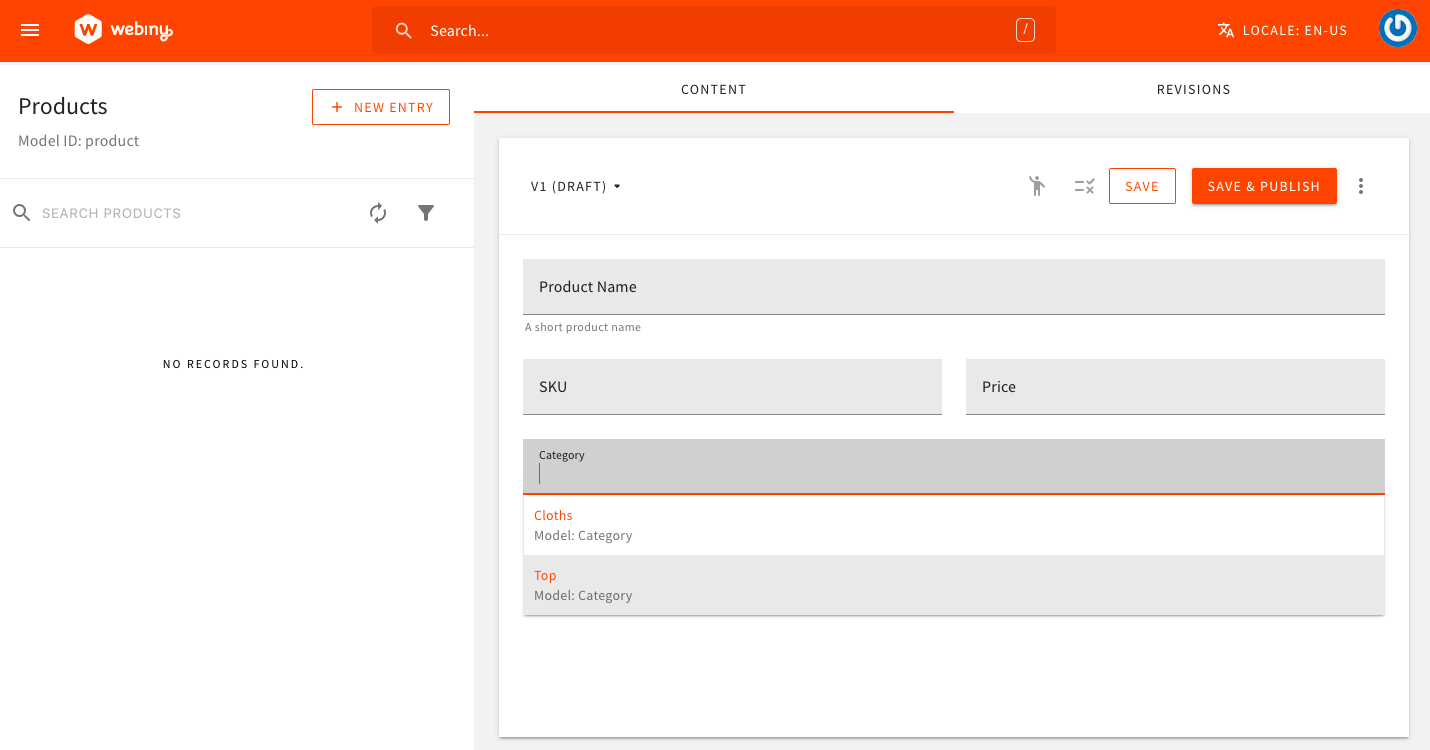 webiny
Search...
/
LOCALE: EN-US
Products
NEW ENTRY
Model ID: product
SEARCH PRODUCTS
NO RECORDS FOUND.
CONTENT
REVISIONS
V1 (DRAFT)
SAVE
SAVE & PUBLISH
Product Name
A short product name
SKU
Price
Category
Cloths
Model: Category
Top
Model: Category